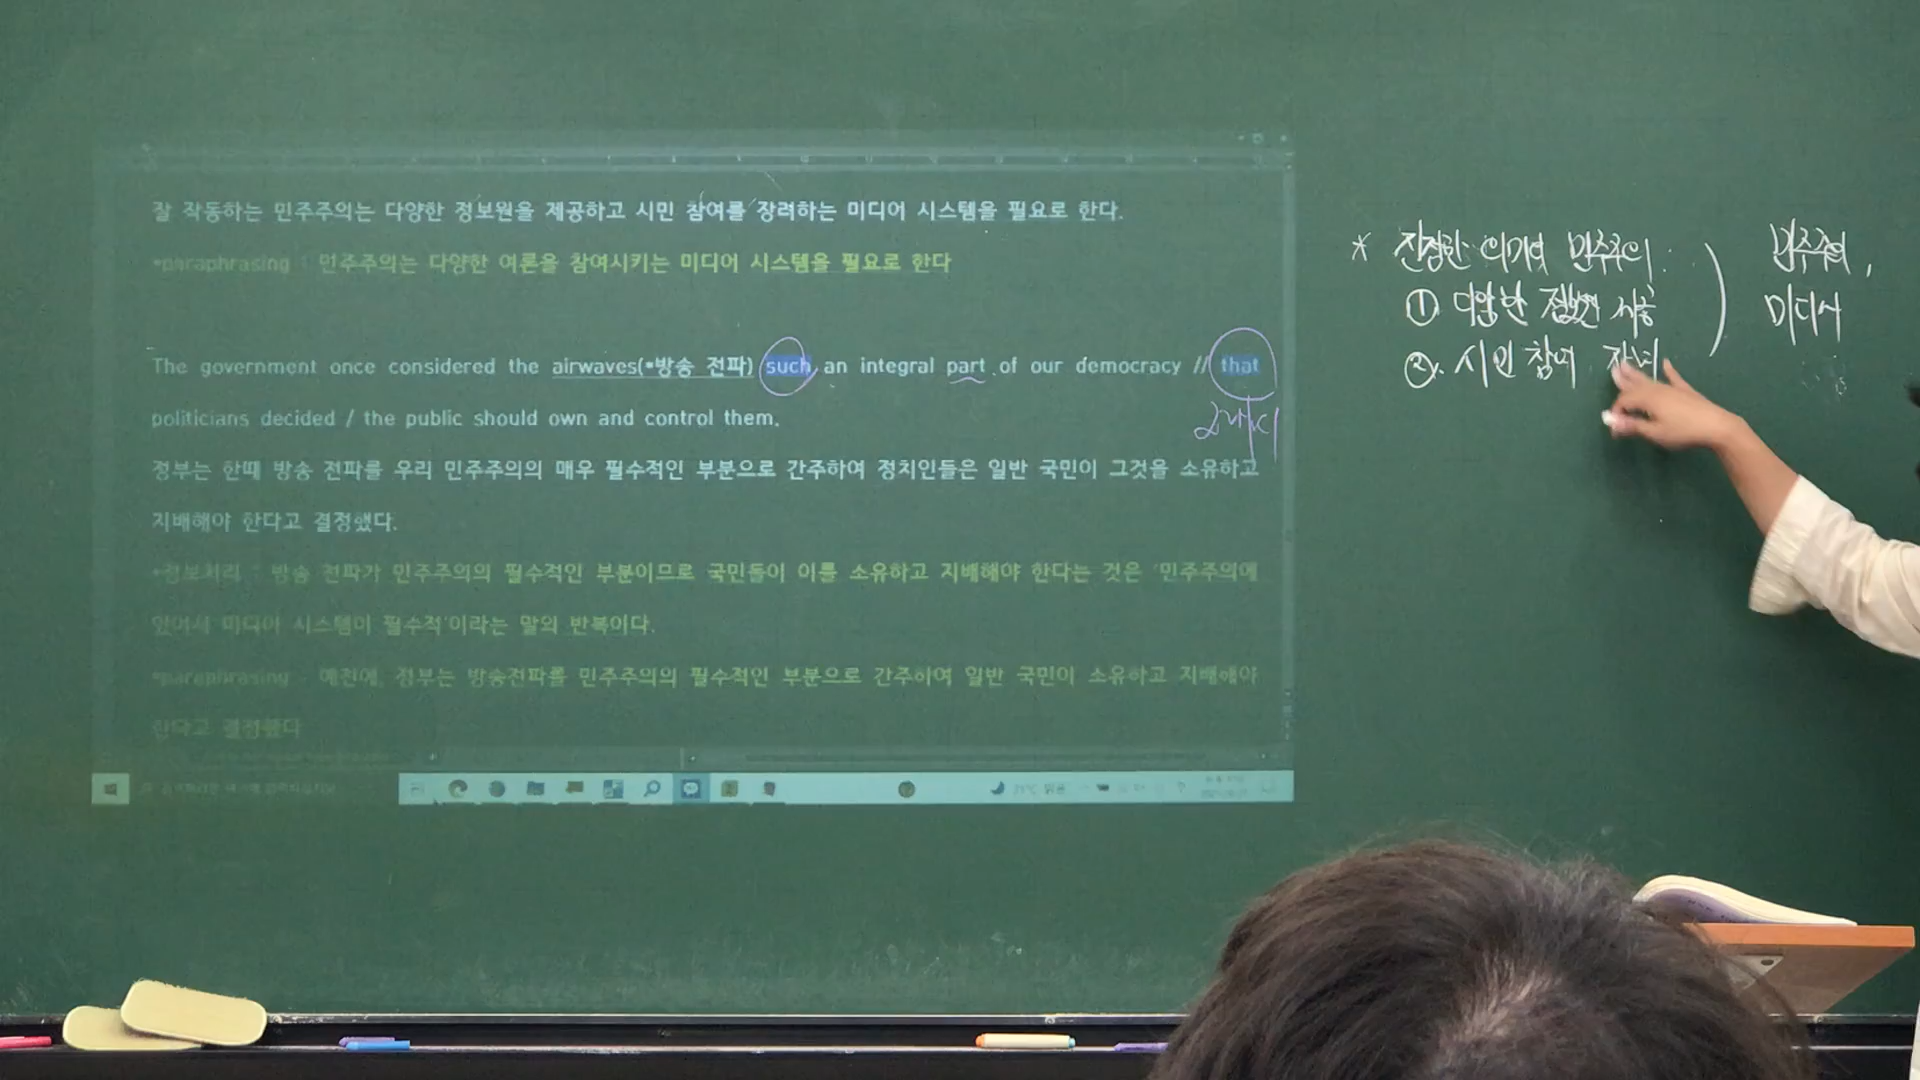 잘 작동하는 민주주의는 다양한 정보원을 제공하고 시민 참여를 장려하는 미디어 시스템을 필요로 한다.
*paraphrasing : 민주주의는 다양한 여론을 참여시키는 미디어 시스템을 필요로 한다
The government once considered the airwaves(*방송 전파) such an integral part of our democracy // that
politicians decided / the public should own and control them.
정부는 한때 방송 전파를 우리 민주주의의 매우 필수적인 부분으로 간주하여 정치인들은 일반 국민이 그것을 소유하고
지배해야 한다고 결정했다.
*정보처리 : 방송 전파가 민주주의의 필수적인 부분이므로 국민들이 이를 소유하고 지배해야 한다는 것은 '민주주의에
있어서 미디어 시스템이 필수적'이라는 말의 반복이다.
*paraphrasing : 예전에, 정부는 방송전파를 민주주의의 필수적인 부분으로 간주하여 일반 국민이 소유하고 지배해야
한다고 결정했다
* 진정한 의미의 민주주의 :
① 다양한
② 시민 참여
민주주의,
미디어